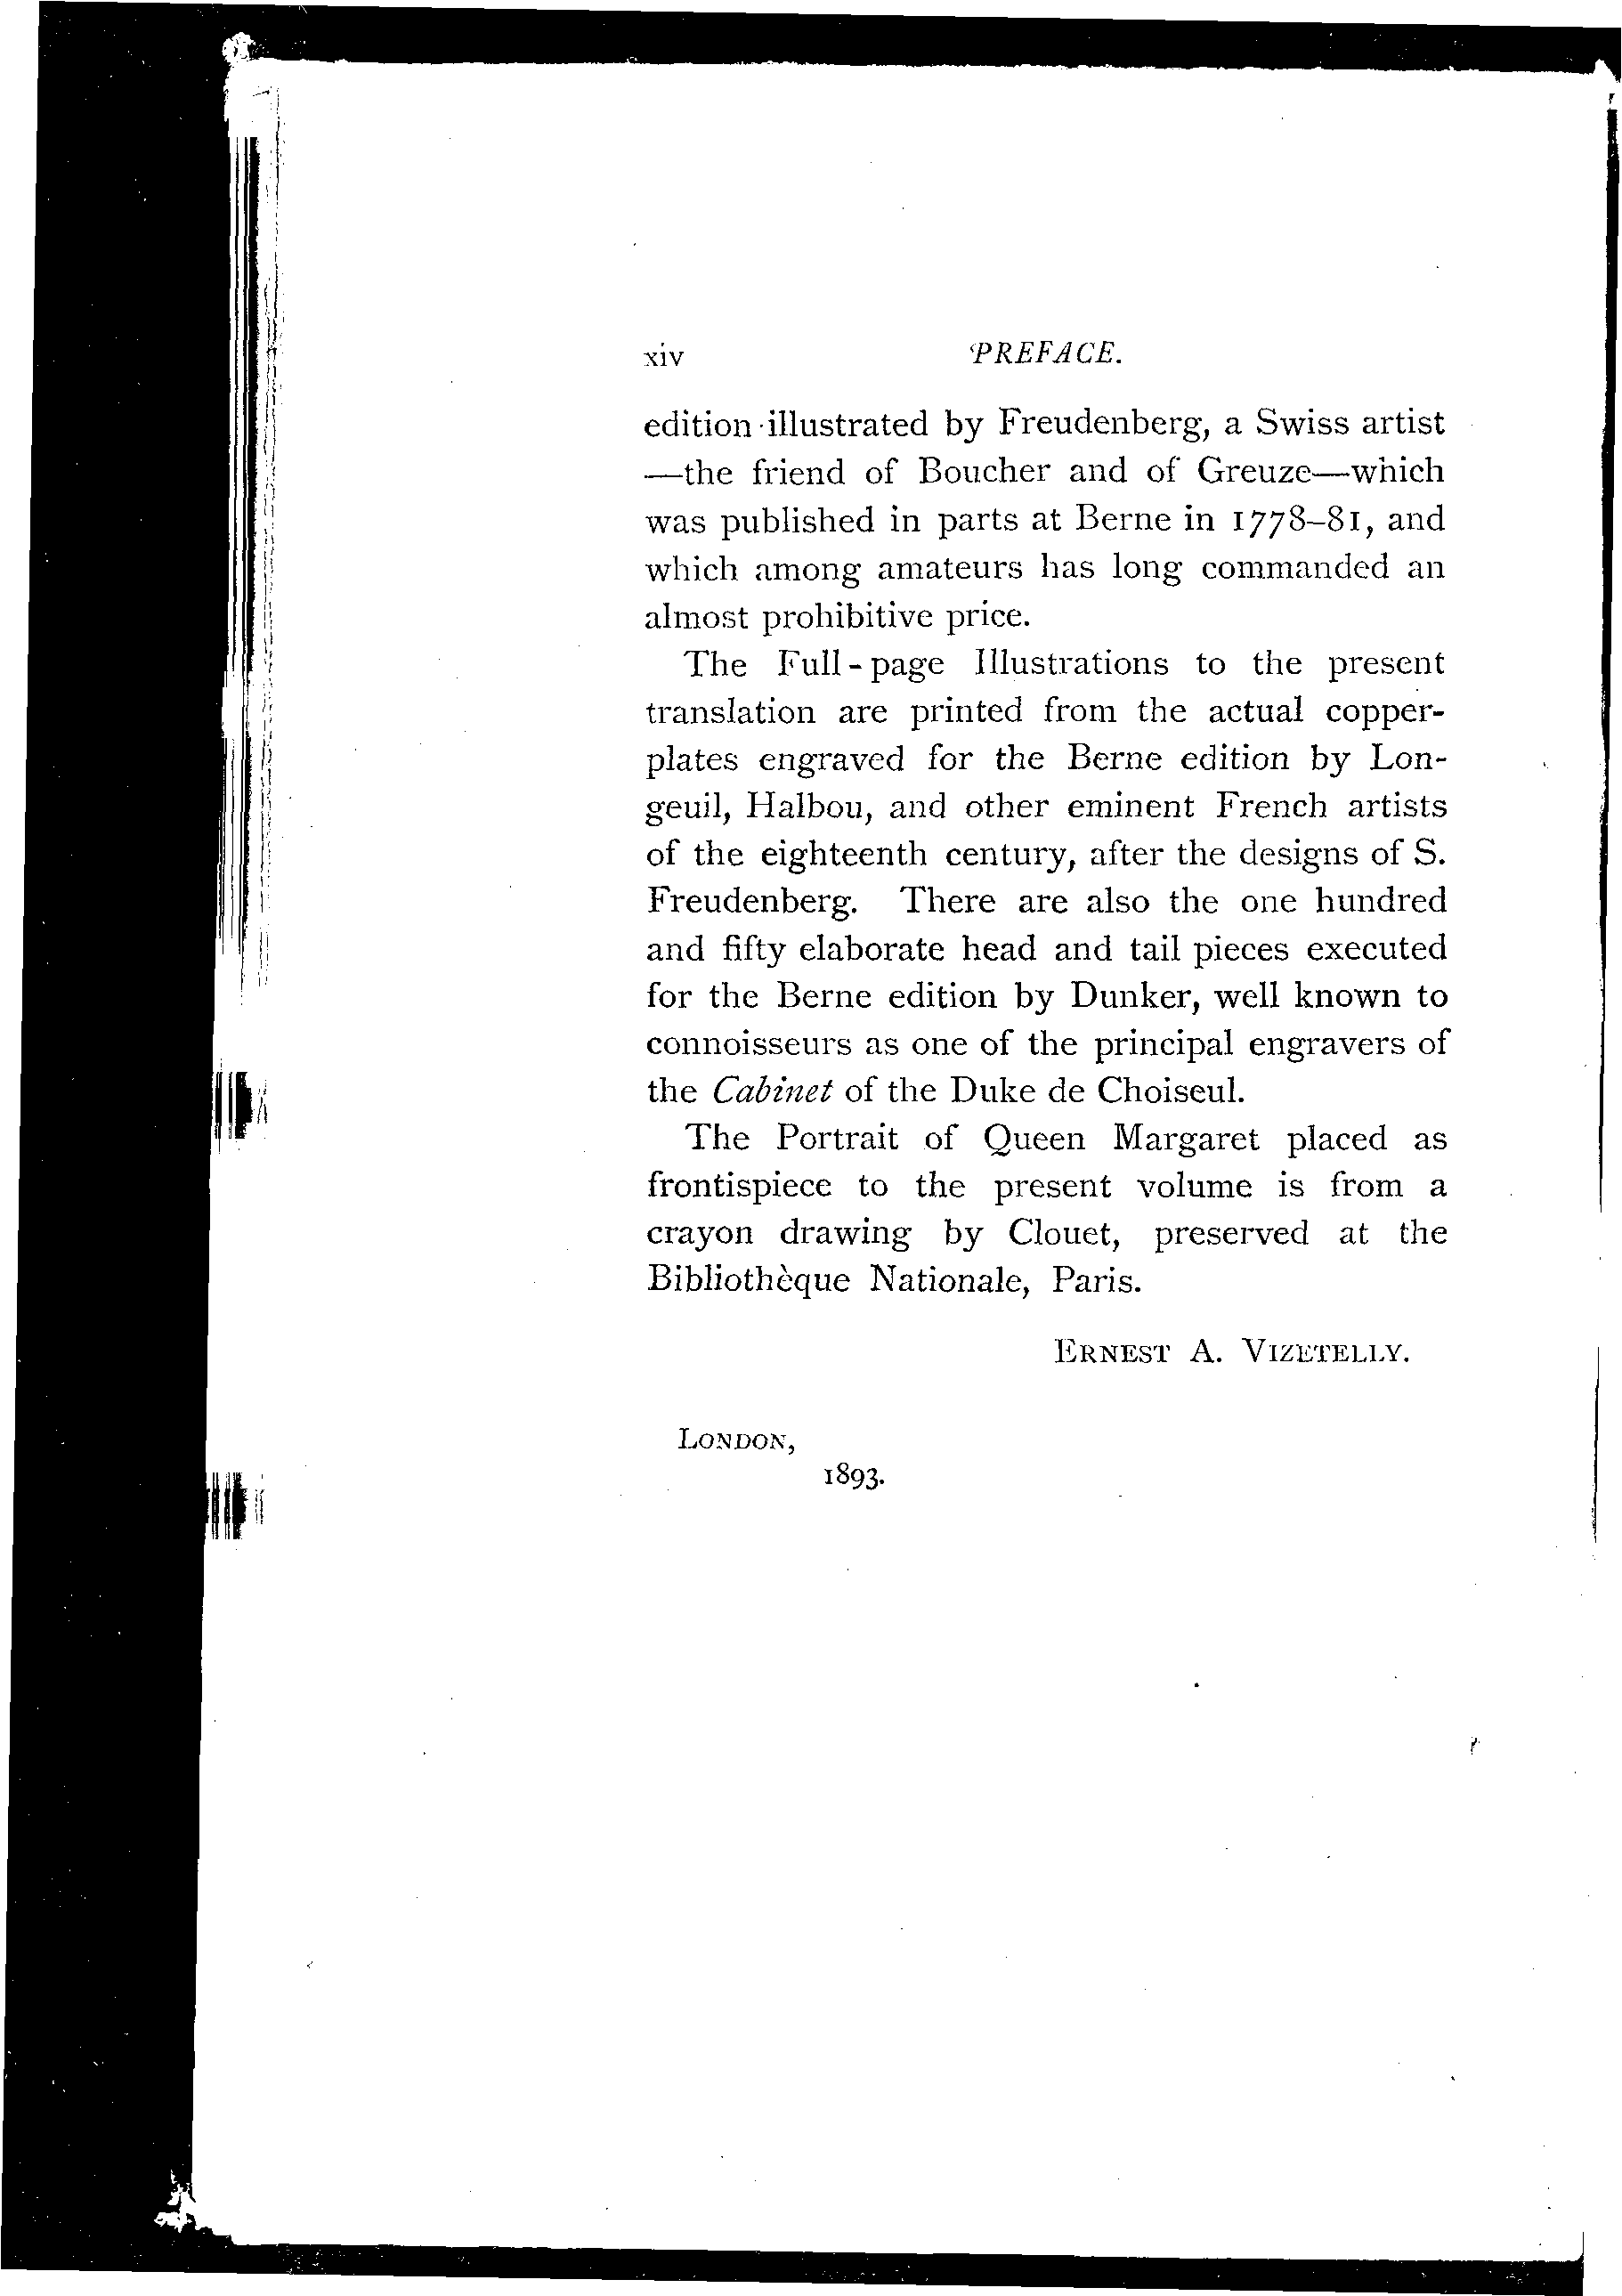 xiv PREFACE.
edition illustrated by Freudenberg, a Swiss artist
—the friend of Boucher and of Greuze—which
was published in parts at Berne in 1778–81, and
which among amateurs has long commanded an
almost prohibitive price.
The Full-page Illustrations to the present
translation are printed from the actual copper-
plates engraved for the Berne edition by Lon-
geuil, Halbou, and other eminent French artists
of the eighteenth century, after the designs of S.
Freudenberg. There are also the one hundred
and fifty elaborate head and tail pieces executed
for the Berne edition by Dunker, well known to
connoisseurs as one of the principal engravers of
the Cabinet of the Duke de Choiseul.
The Portrait of Queen Margaret placed as
frontispiece to the present volume is from a
crayon drawing by Clouet, preserved at the
Bibliothèque Nationale, Paris.
ERNEST A. VIZETELLY.
LONDON,
1893.